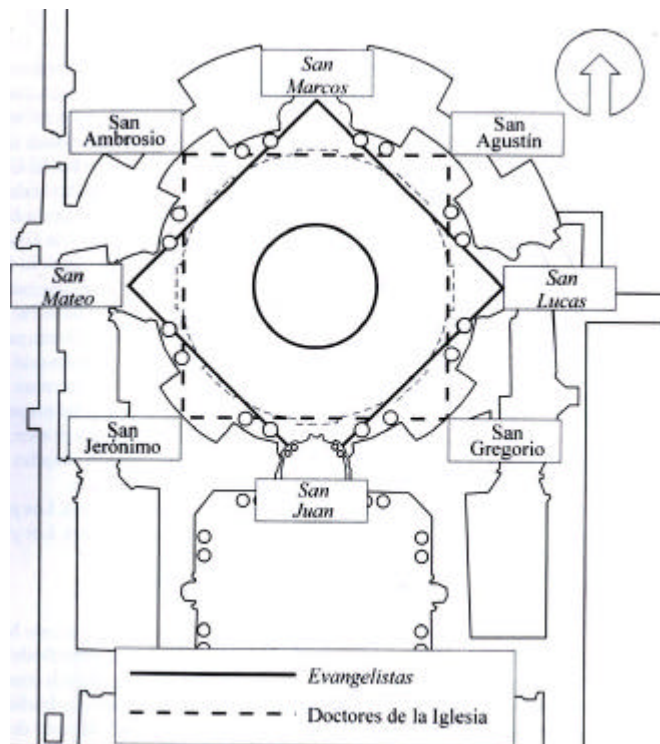 San
Marcos
San
Ambrosio
San
Agustín
San
Mateo
San
Lucas
San
Jerónimo
San
Gregorio
San
Juan
Evangelistas
Doctores de la Iglesia